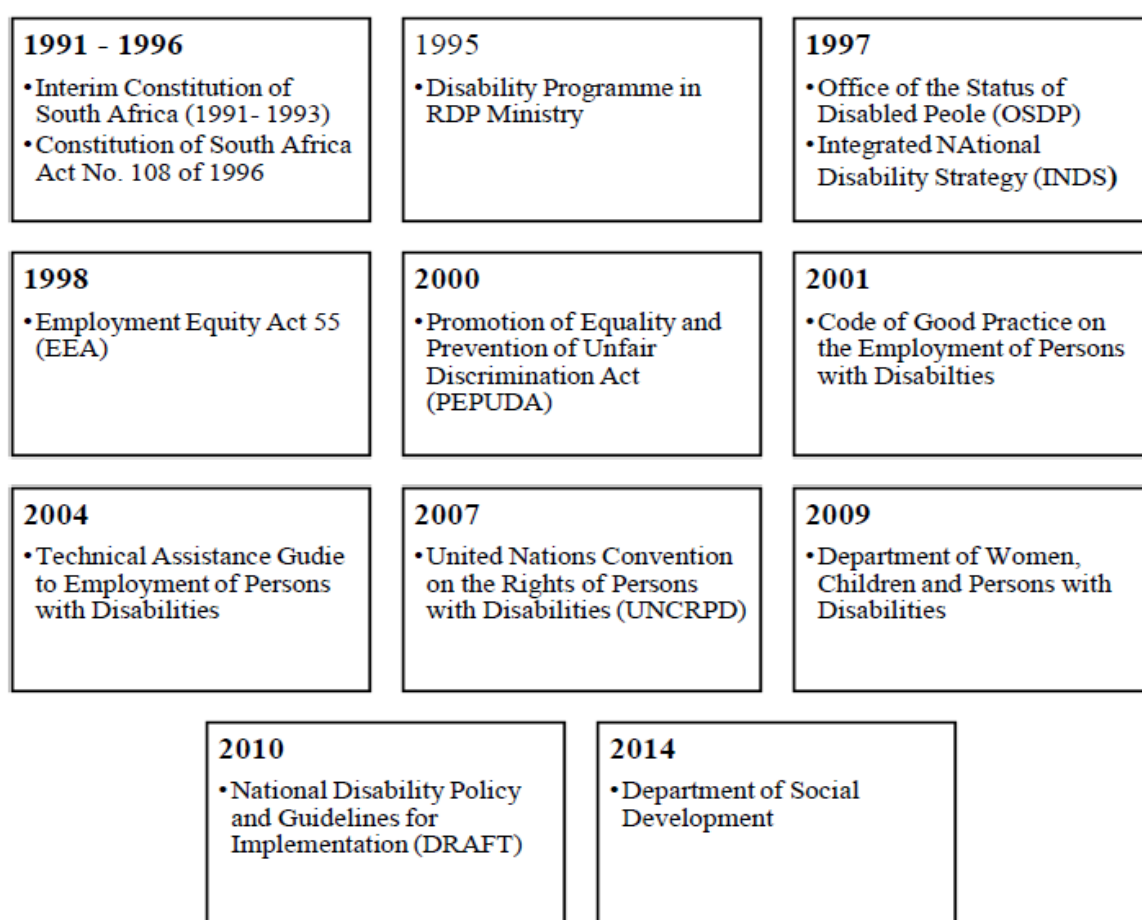 1991 - 1996
•Interim Constitution of
South Africa (1991- 1993)
•Constitution of South Africa
Act No. 108 of 1996
1995
•Disability Programme in
RDP Ministry
1997
•Office of the Status of
Disabled Peole (OSDP)
•Integrated NAtional
Disability Strategy (INDS)
1998
•Employment Equity Act 55
(EEA)
2000
•Promotion of Equality and
Prevention of Unfair
Discrimination Act
(PEPUDA)
2001
•Code of Good Practice on
the Employment of Persons
with Disabilties
2004
•Technical Assistance Gudie
to Employment of Persons
with Disabilities
2007
•United Nations Convention
on the Rights of Persons
with Disabilities (UNCRPD)
2009
•Department of Women,
Children and Persons with
Disabilities
2010
•National Disability Policy
and Guidelines for
Implementation (DRAFT)
2014
•Department of Social
Development